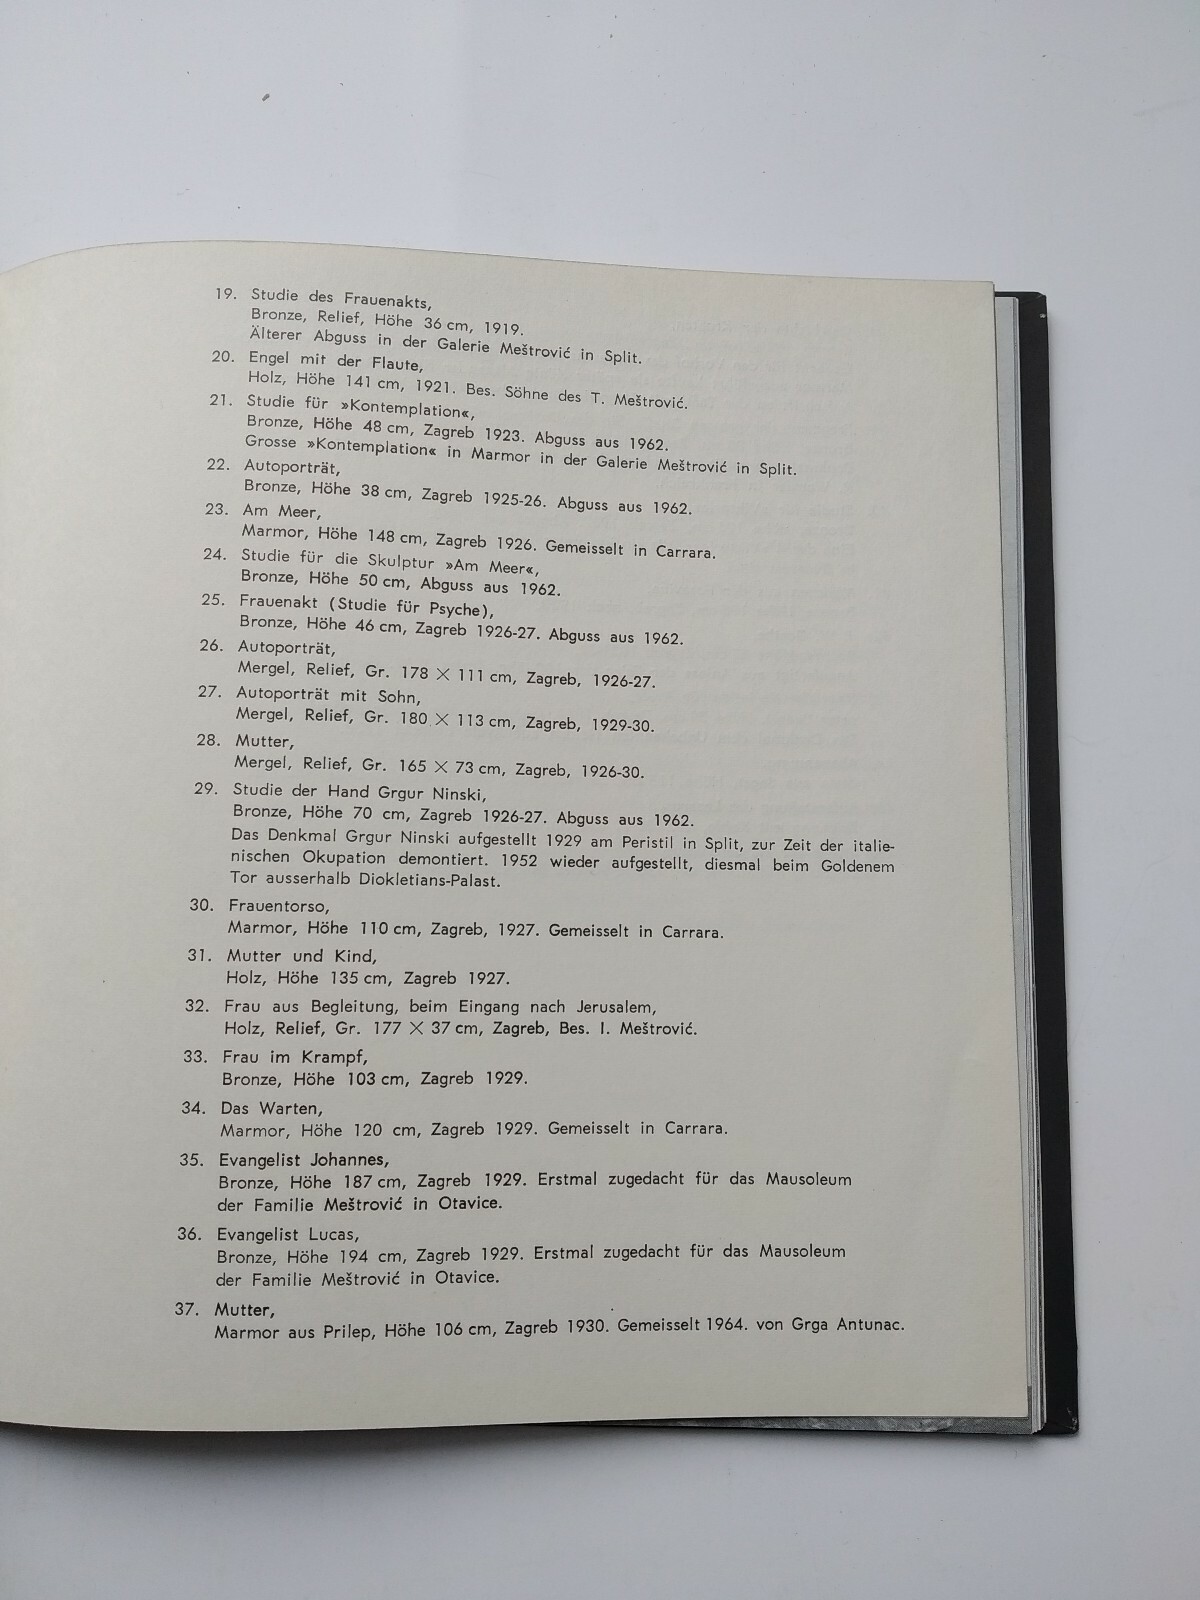 19. Studie des Frauenakts,
Bronze, Relief, Höhe 36 cm, 1919.
Älterer Abguss in der Galerie Meštrović in Split.
20. Engel mit der Flaute,
Holz, Höhe 141 cm, 1921. Bes. Söhne des T. Meštrović.
21. Studie für »Kontemplation«,
Bronze, Höhe 48 cm, Zagreb 1923. Abguss aus 1962.
Grosse »Kontemplation« in Marmor in der Galerie Meštrović in Split.
22. Autoporträt,
Bronze, Höhe 38 cm, Zagreb 1925-26. Abguss aus 1962.
23. Am Meer,
Marmor, Höhe 148 cm, Zagreb 1926. Gemeisselt in Carrara.
24. Studie für die Skulptur »Am Meer«,
Bronze, Höhe 50 cm, Abguss aus 1962.
25. Frauenakt (Studie für Psyche),
Bronze, Höhe 46 cm, Zagreb 1926-27. Abguss aus 1962.
26. Autoporträt,
Mergel, Relief, Gr. 178 × 111 cm, Zagreb, 1926-27.
27. Autoporträt mit Sohn,
Mergel, Relief, Gr. 180 × 113 cm, Zagreb, 1929-30.
28. Mutter,
Mergel, Relief, Gr. 165 × 73 cm, Zagreb, 1926-30.
29. Studie der Hand Grgur Ninski,
Bronze, Höhe 70 cm, Zagreb 1926-27. Abguss aus 1962.
Das Denkmal Grgur Ninski aufgestellt 1929 am Peristil in Split, zur Zeit der italie-
nischen Okupation demontiert. 1952 wieder aufgestellt, diesmal beim Goldenem
Tor ausserhalb Diokletians-Palast.
30. Frauentorso,
Marmor, Höhe 110 cm, Zagreb, 1927. Gemeisselt in Carrara.
31. Mutter und Kind,
Holz, Höhe 135 cm, Zagreb 1927.
32. Frau aus Begleitung, beim Eingang nach Jerusalem,
Holz, Relief, Gr. 177 × 37 cm, Zagreb, Bes. I. Meštrović.
33. Frau im Krampf,
Bronze, Höhe 103 cm, Zagreb 1929.
34. Das Warten,
Marmor, Höhe 120 cm, Zagreb 1929. Gemeisselt in Carrara.
35. Evangelist Johannes,
Bronze, Höhe 187 cm, Zagreb 1929. Erstmal zugedacht für das Mausoleum
der Familie Meštrović in Otavice.
36. Evangelist Lucas,
Bronze, Höhe 194 cm, Zagreb 1929. Erstmal zugedacht für das Mausoleum
der Familie Meštrović in Otavice.
37. Mutter,
Marmor aus Prilep, Höhe 106 cm, Zagreb 1930. Gemeisselt 1964. von Grga Antunac.